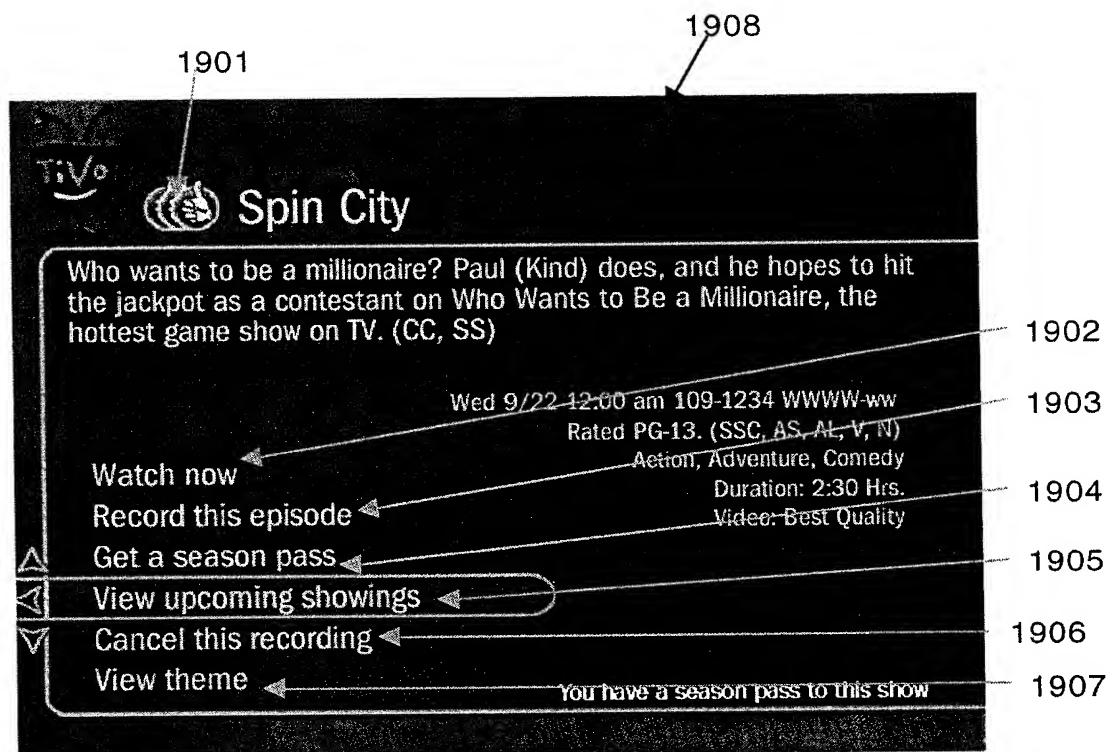 1908
1901
TiVo
Spin City
Who wants to be a millionaire? Paul (Kind) does, and he hopes to hit
the jackpot as a contestant on Who Wants to Be a Millionaire, the
hottest game show on TV. (CC, SS)
1902
Wed 9/22 12:00 am 109-1234 WWWW-ww
1903
Rated PG-13. (SSC, AS, AL, V, N)
Action, Adventure, Comedy
Watch now
Duration: 2:30 Hrs.
1904
Record this episode
Video: Best Quality
Get a season pass
1905
View upcoming showings
1906
Cancel this recording
View theme
1907
You have a season pass to this show